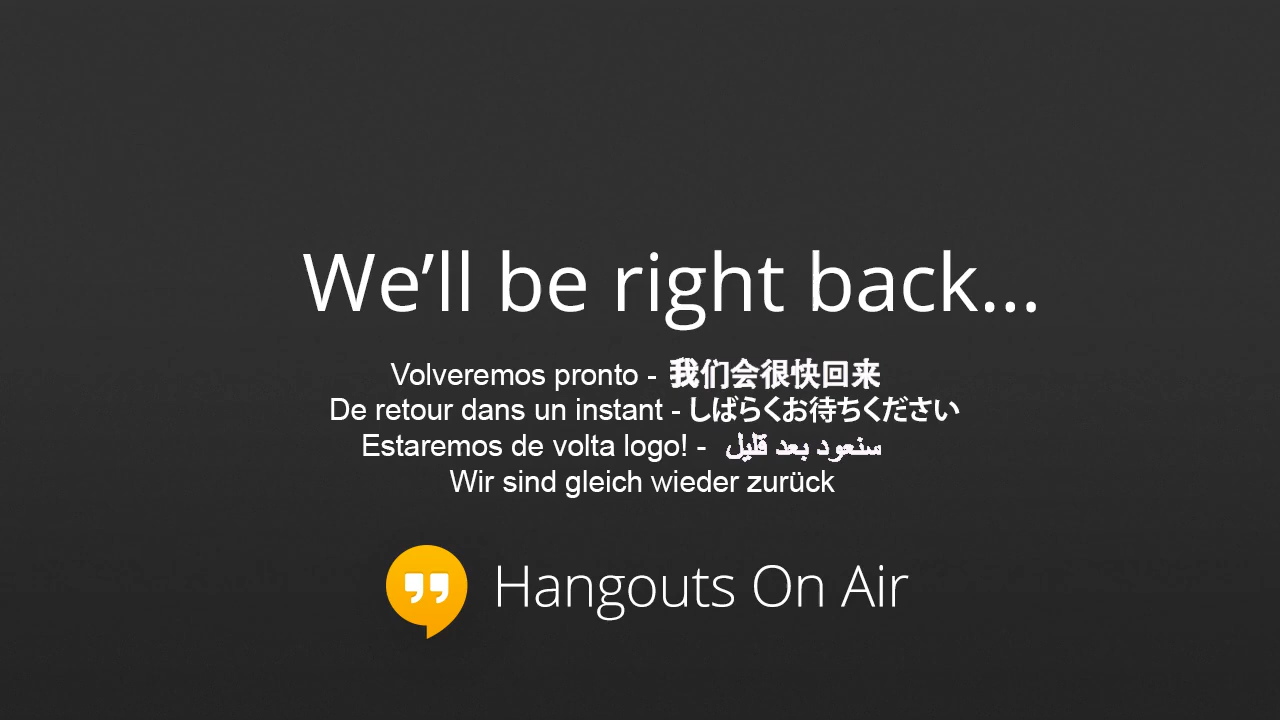 We’ll be right back...
Volveremos pronto - 我们会很快回来
De retour dans un instant - しばらくお待ちください
Estaremos de volta logo! - سنعود بعد قليل
Wir sind gleich wieder zurück
Hangouts On Air